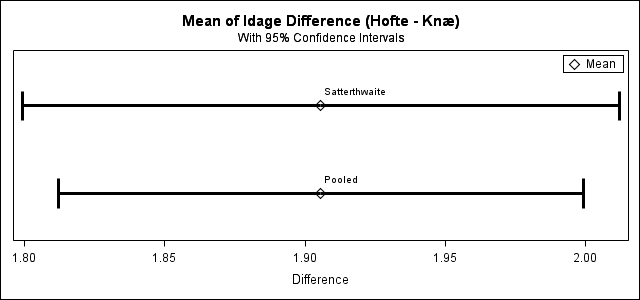 Mean of Idage Difference (Hofte - Knæ)
With 95% Confidence Intervals
Mean
Satterthwaite
Pooled
1.80 1.85 1.90 1.95 2.00
Difference